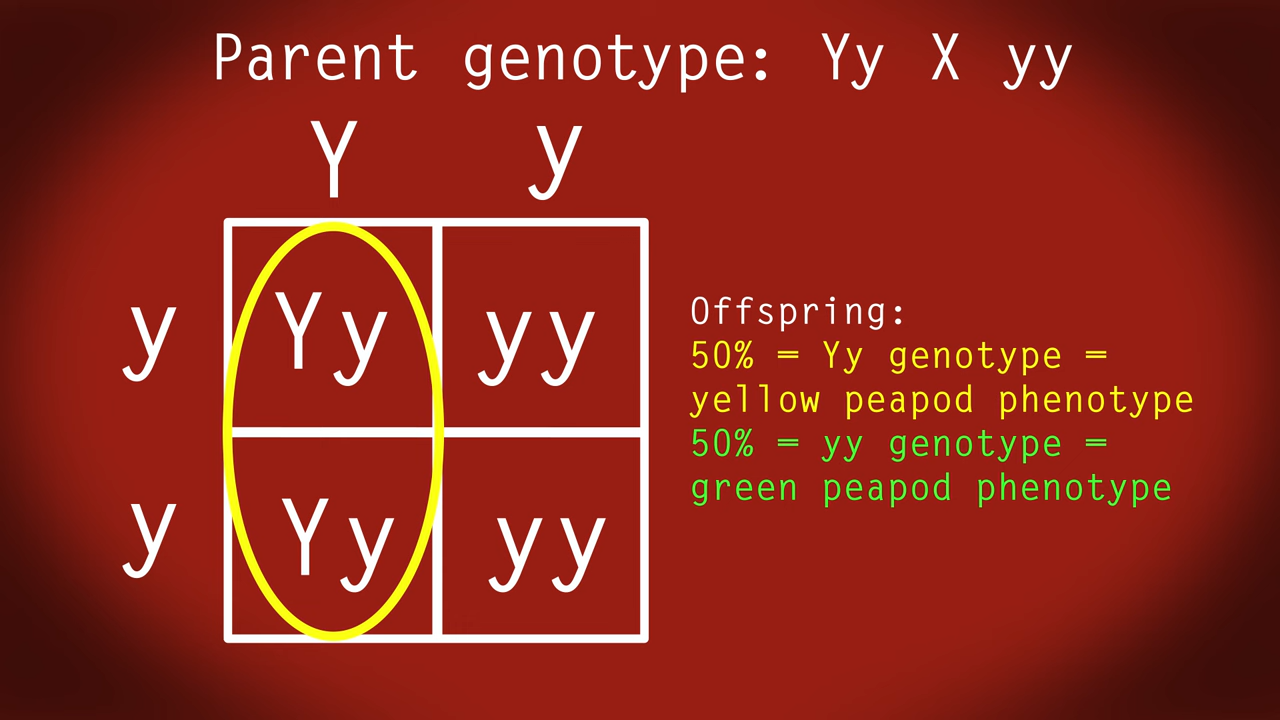 Parent genotype: Yy X yy
Y y
y Yy yy
y Yy yy
Offspring:
50% = Yy genotype =
yellow peapod phenotype
50% = yy genotype =
green peapod phenotype